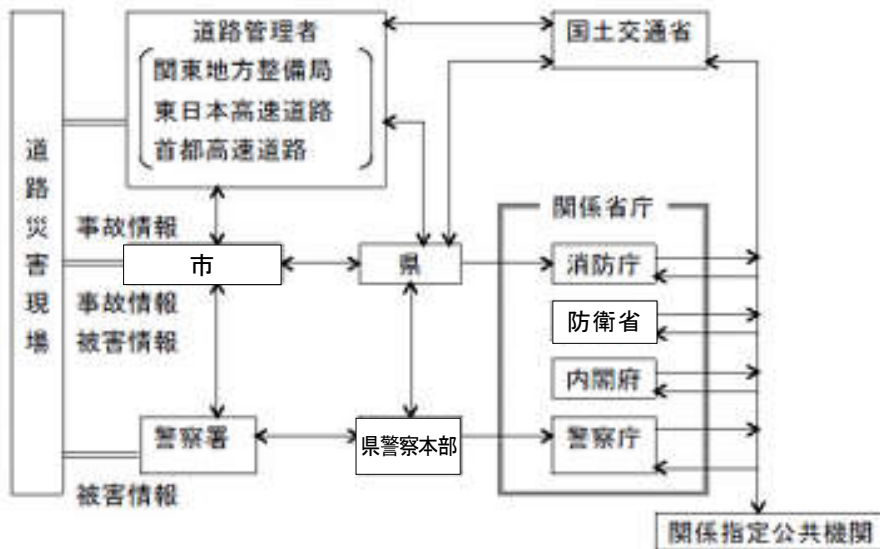 道路管理者
関東地方整備局
東日本高速道路
首都高速道路
国土交通省
道路災害現場
事故情報
市
県
関係省庁
消防庁
事故情報
被害情報
防衛省
内閣府
警察署
県警察本部
警察庁
被害情報
関係指定公共機関